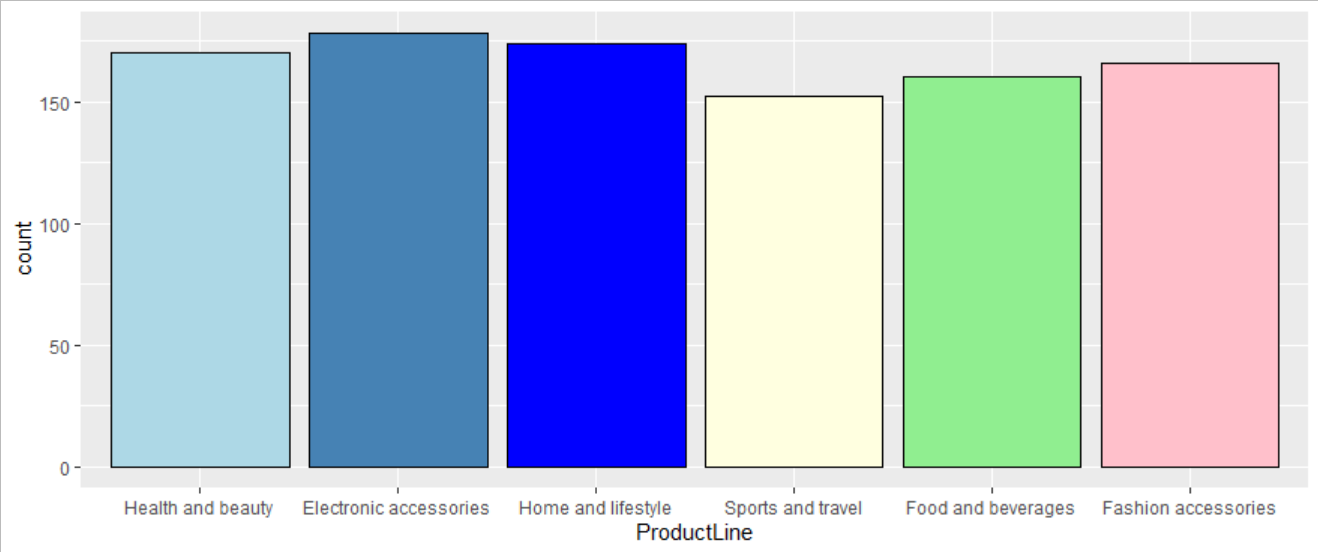 150
100
50
0
count
Health and beauty
Electronic accessories
Home and lifestyle
Sports and travel
Food and beverages
Fashion accessories
ProductLine